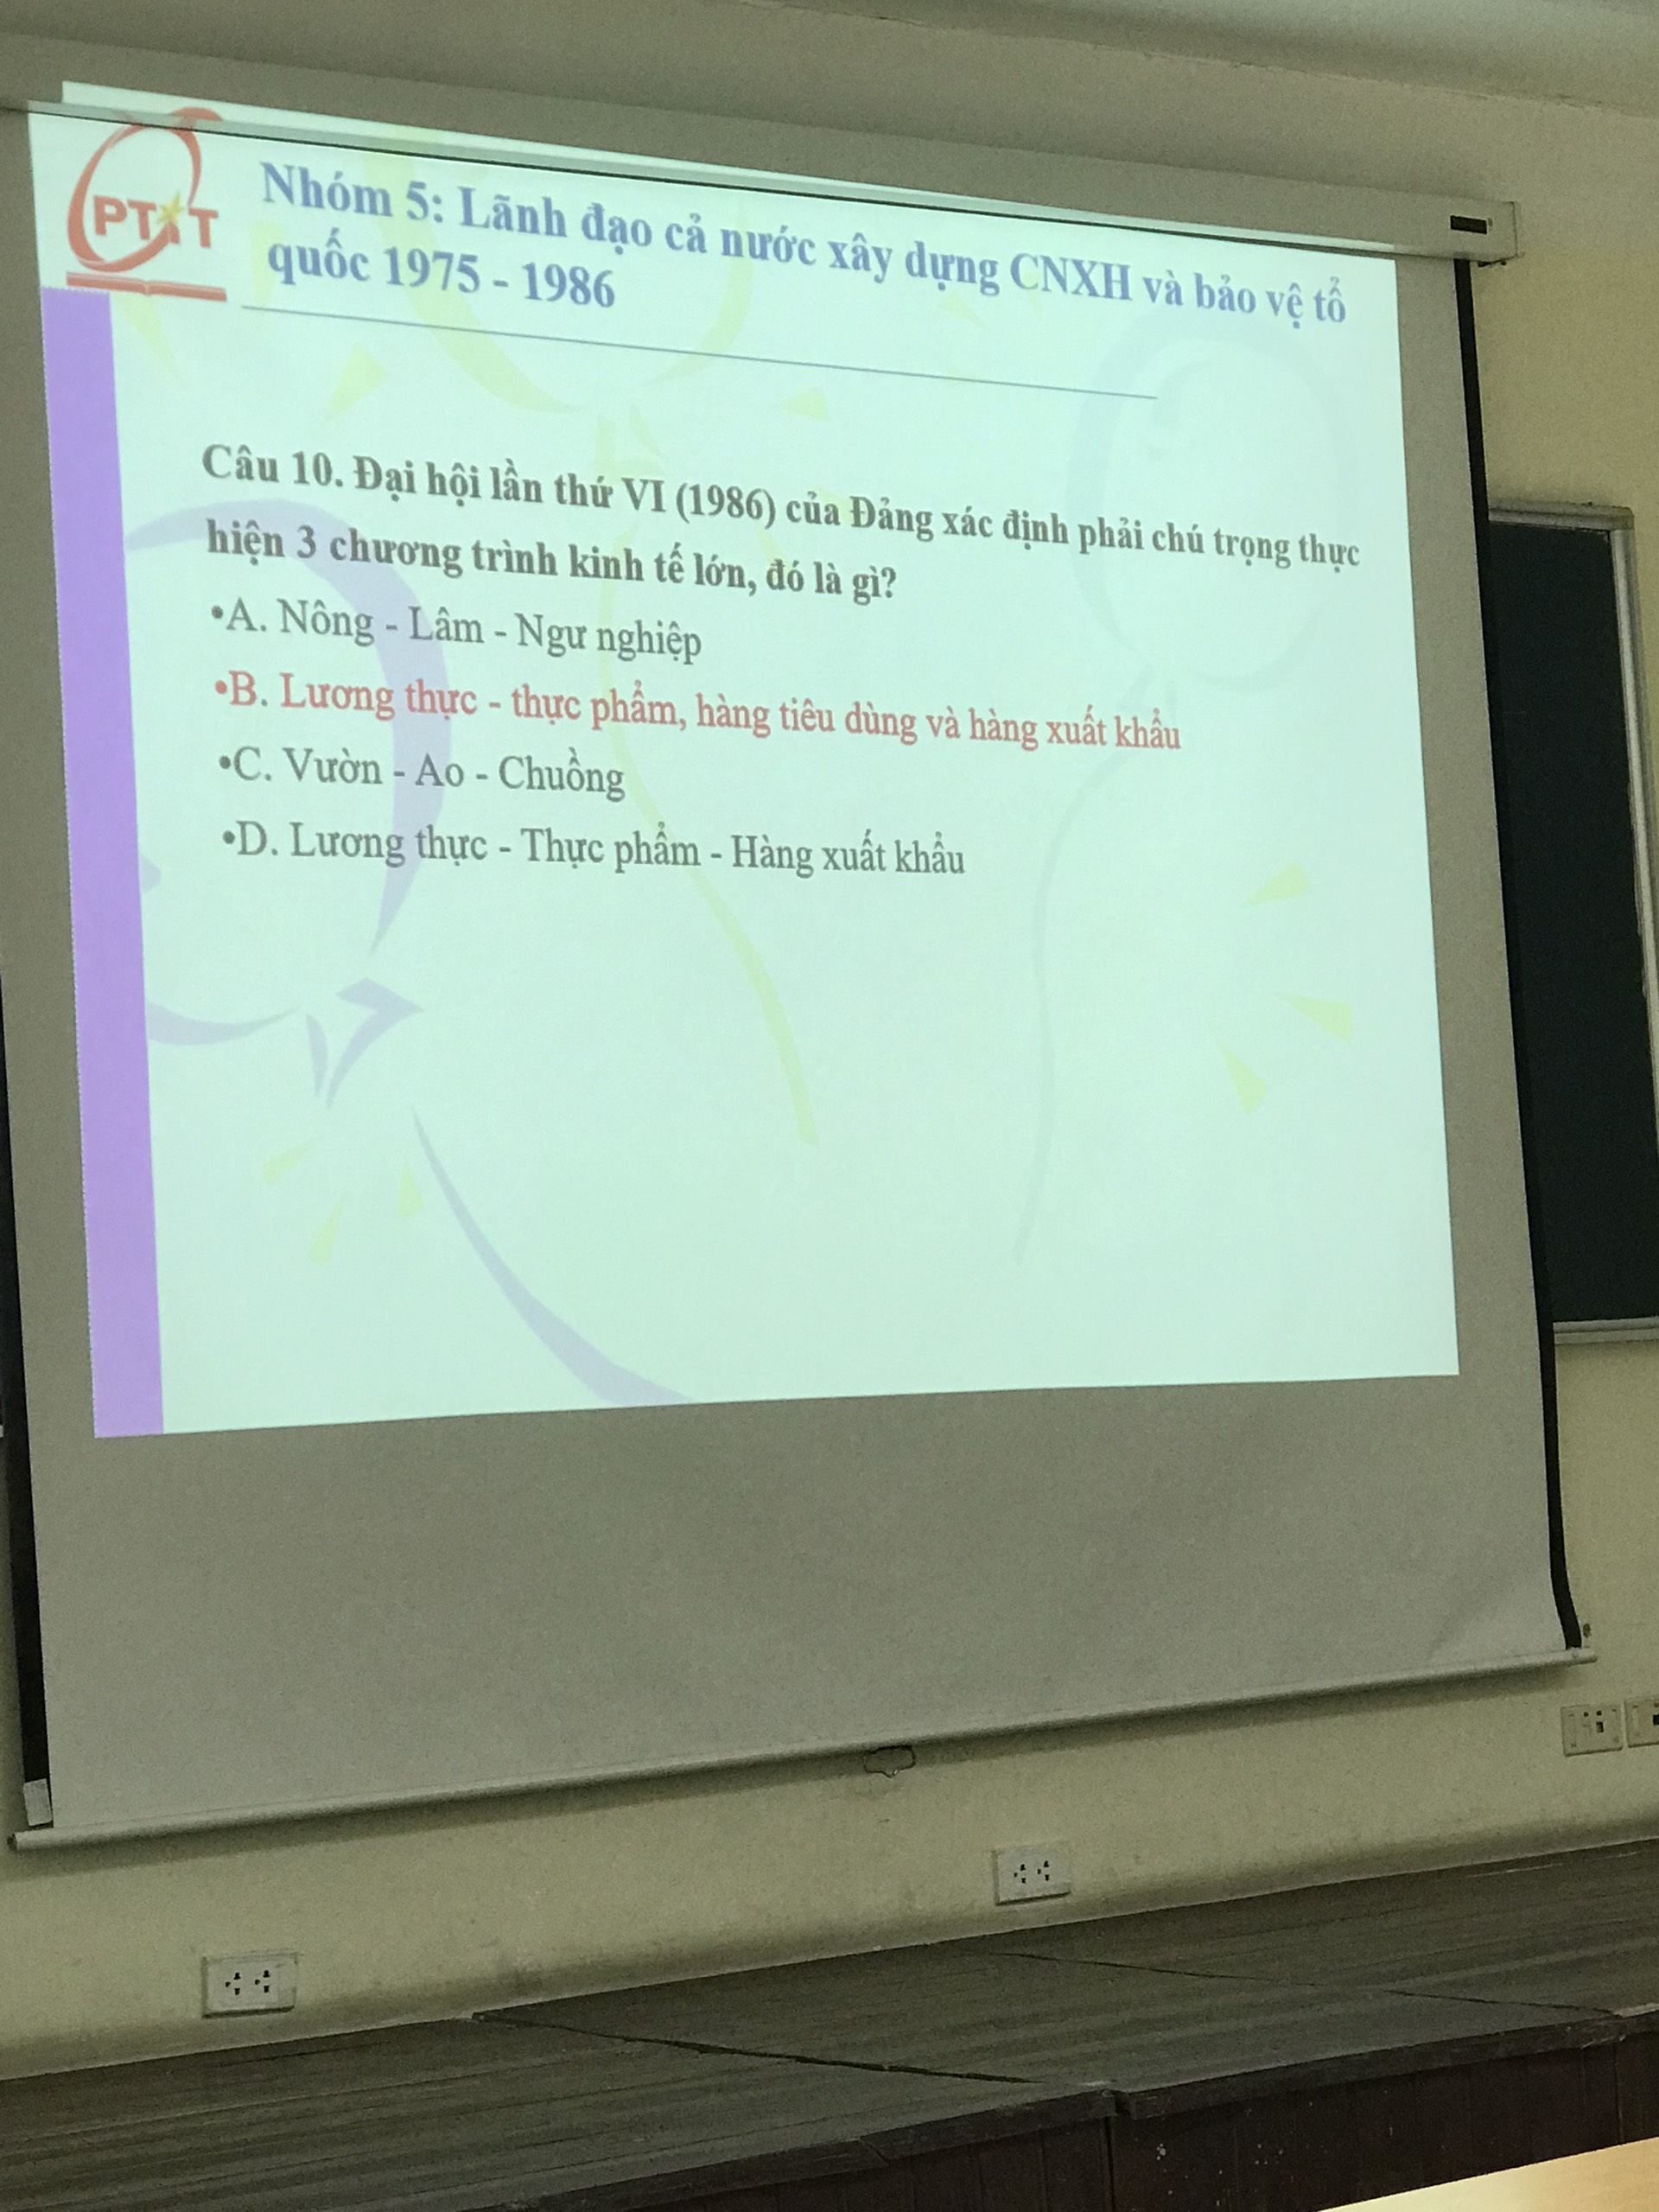 PTIT
Nhóm 5: Lãnh đạo cả nước xây dựng CNXH và bảo vệ tổ
quốc 1975 - 1986
Câu 10. Đại hội lần thứ VI (1986) của Đảng xác định phải chú trọng thực
hiện 3 chương trình kinh tế lớn, đó là gì?
•A. Nông - Lâm - Ngư nghiệp
•B. Lương thực - thực phẩm, hàng tiêu dùng và hàng xuất khẩu
•C. Vườn - Ao - Chuồng
•D. Lương thực - Thực phẩm - Hàng xuất khẩu